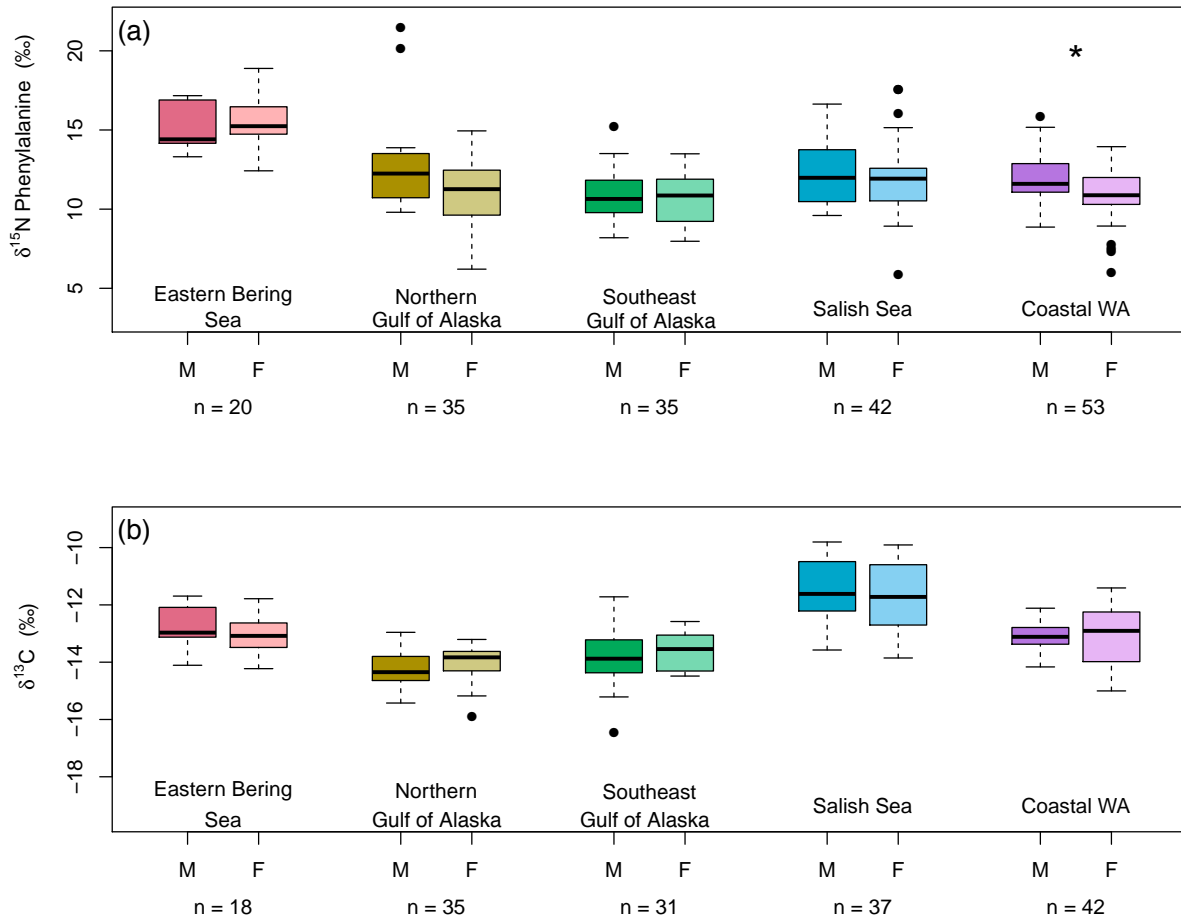 (a)
δ15N Phenylalanine (‰)
20
15
10
5
*
Eastern Bering
Sea
Northern
Gulf of Alaska
Southeast
Gulf of Alaska
Salish Sea
Coastal WA
M F M F M F M F M F
n = 20 n = 35 n = 35 n = 42 n = 53
(b)
δ13C (‰)
−10
−12
−14
−16
−18
Eastern Bering
Sea
Northern
Gulf of Alaska
Southeast
Gulf of Alaska
Salish Sea
Coastal WA
M F M F M F M F M F
n = 18 n = 35 n = 31 n = 37 n = 42